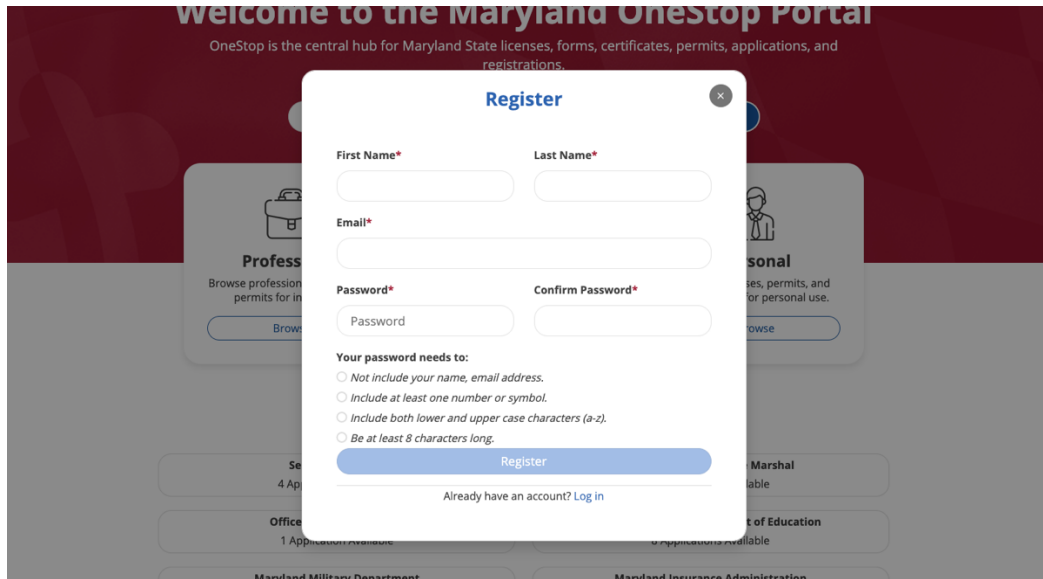 Welcome to the Maryland OneStop Portal
OneStop is the central hub for Maryland State licenses, forms, certificates, permits, applications, and
registrations.
Register
×
First Name* Last Name*
Email*
Password* Confirm Password*
Password
Your password needs to:
Not include your name, email address.
Include at least one number or symbol.
Include both lower and upper case characters (a-z).
Be at least 8 characters long.
Register
Already have an account? Log in
Profess
Browse profession
permits for in
Brows
sonal
ses, permits, and
for personal use.
owse
Se
4 Ap
Marshal
lable
Office
1 Application Available
t of Education
6 Applications Available
Maryland Military Department
Maryland Insurance Administration